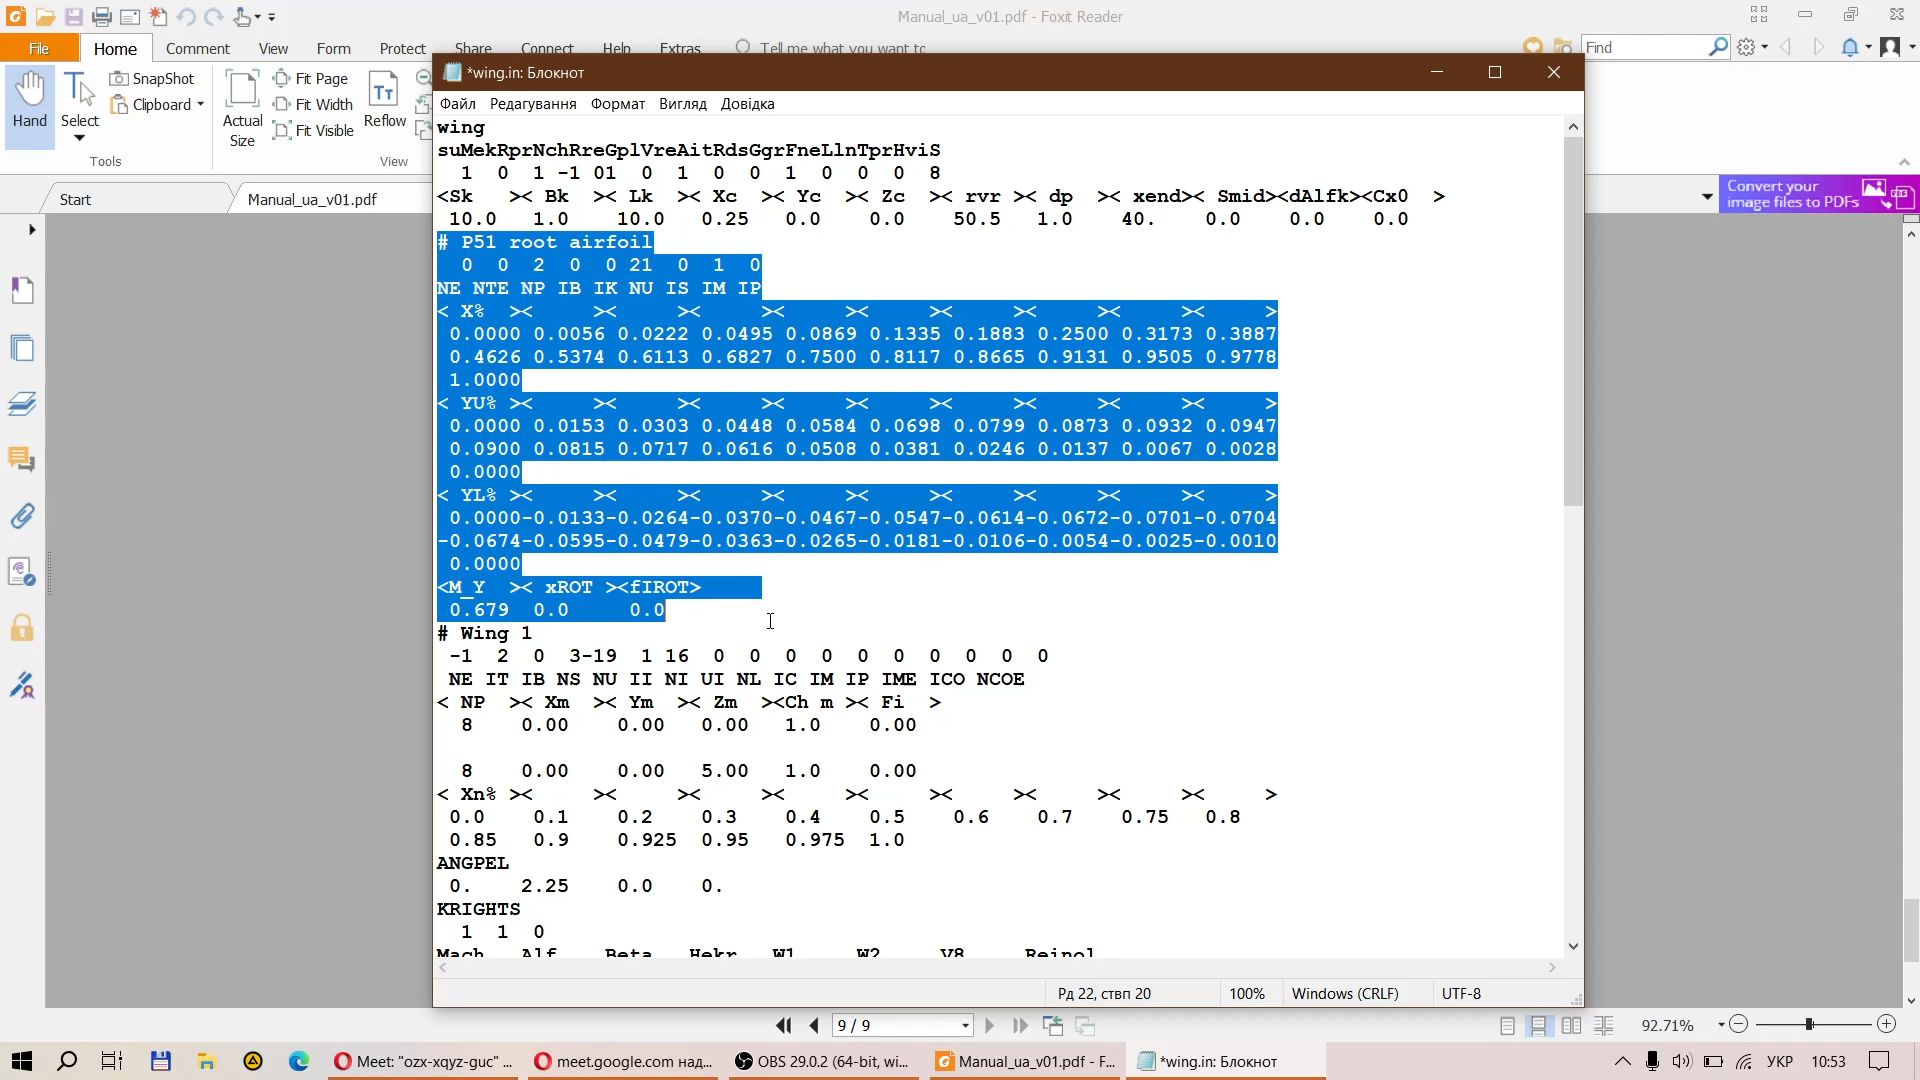 Manual_ua_v01.pdf - Foxit Reader
File Home Comment View Form Protect Share Connect Help Extras Tell me what you want to
Find
Hand
Select
SnapShot
Clipboard
Tools
Actual Size
Fit Page
Fit Width
Fit Visible
Reflow
View
Start
Manual_ua_v01.pdf
Convert your
image files to PDFs
*wing.in: Блокнот
Файл Редагування Формат Вигляд Довідка
wing
suMekRprNchRreGplVreAitRdsGgrFneLlnTprHviS
  1  0  1 -1 01  0  1  0  0  1  0  0  0  8
<Sk   >< Bk  >< Lk  >< Xc  >< Yc  >< Zc  >< rvr >< dp  >< xend>< Smid><dAlfk><Cx0  >
 10.0   1.0    10.0   0.25   0.0    0.0    50.5   1.0    40.    0.0    0.0    0.0
# P51 root airfoil
  0  0  2  0  0 21  0  1  0
NE NTE NP IB IK NU IS IM IP
< X%  ><     ><     ><     ><     ><     ><     ><     ><     ><     >
 0.0000 0.0056 0.0222 0.0495 0.0869 0.1335 0.1883 0.2500 0.3173 0.3887
 0.4626 0.5374 0.6113 0.6827 0.7500 0.8117 0.8665 0.9131 0.9505 0.9778
 1.0000
< YU% ><     ><     ><     ><     ><     ><     ><     ><     ><     >
 0.0000 0.0153 0.0303 0.0448 0.0584 0.0698 0.0799 0.0873 0.0932 0.0947
 0.0900 0.0815 0.0717 0.0616 0.0508 0.0381 0.0246 0.0137 0.0067 0.0028
 0.0000
< YL% ><     ><     ><     ><     ><     ><     ><     ><     ><     >
 0.0000-0.0133-0.0264-0.0370-0.0467-0.0547-0.0614-0.0672-0.0701-0.0704
-0.0674-0.0595-0.0479-0.0363-0.0265-0.0181-0.0106-0.0054-0.0025-0.0010
 0.0000
<M_Y  >< xROT ><fIROT>
 0.679  0.0     0.0
# Wing 1
 -1  2  0  3-19  1 16  0  0  0  0  0  0  0  0  0  0
 NE IT IB NS NU II NI UI NL IC IM IP IME ICO NCOE
< NP  >< Xm  >< Ym  >< Zm  ><Ch m >< Fi  >
  8    0.00    0.00   0.00   1.0    0.00
  8    0.00    0.00   5.00   1.0    0.00
< Xn% ><     ><     ><     ><     ><     ><     ><     ><     ><     >
 0.0    0.1    0.2    0.3    0.4    0.5    0.6    0.7    0.75   0.8
 0.85   0.9    0.925  0.95   0.975  1.0
ANGPEL
 0.    2.25    0.0    0.
KRIGHTS
  1  1  0
Mach   Alf    Beta   Hekr   W1     W2     V8     Reinol
Рд 22, ствп 20
100%
Windows (CRLF)
UTF-8
9 / 9
92.71%
Meet: "ozx-xqyz-guc" ...
meet.google.com над...
OBS 29.0.2 (64-bit, wi...
Manual_ua_v01.pdf - F...
*wing.in: Блокнот
УКР
10:53